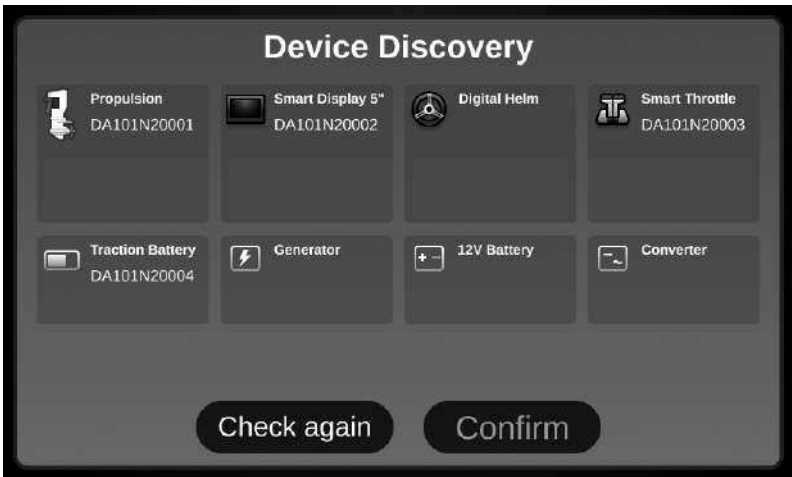 Device Discovery
Propulsion
DA101N20001
Smart Display 5"
DA101N20002
Digital Helm
Smart Throttle
DA101N20003
Traction Battery
DA101N20004
Generator
12V Battery
Converter
Check again
Confirm